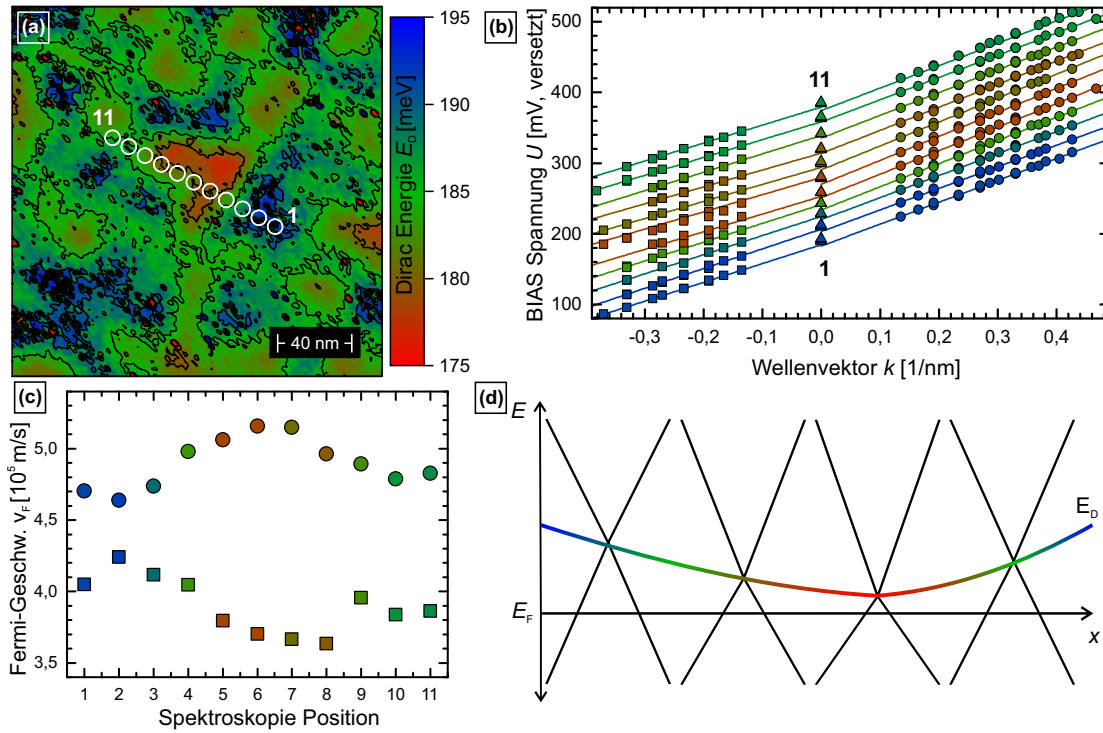 (a)
11
1
40 nm
195
190
185
180
175
Dirac Energie E_D [meV]
(b)
500
400
300
200
100
BIAS Spannung U [mV, versetzt]
11
1
-0,3 -0,2 -0,1 0,0 0,1 0,2 0,3 0,4
Wellenvektor k [1/nm]
(c)
5,0
4,5
4,0
3,5
Fermi-Geschw. v_F [10⁵ m/s]
1 2 3 4 5 6 7 8 9 10 11
Spektroskopie Position
(d)
E
E_D
E_F
x